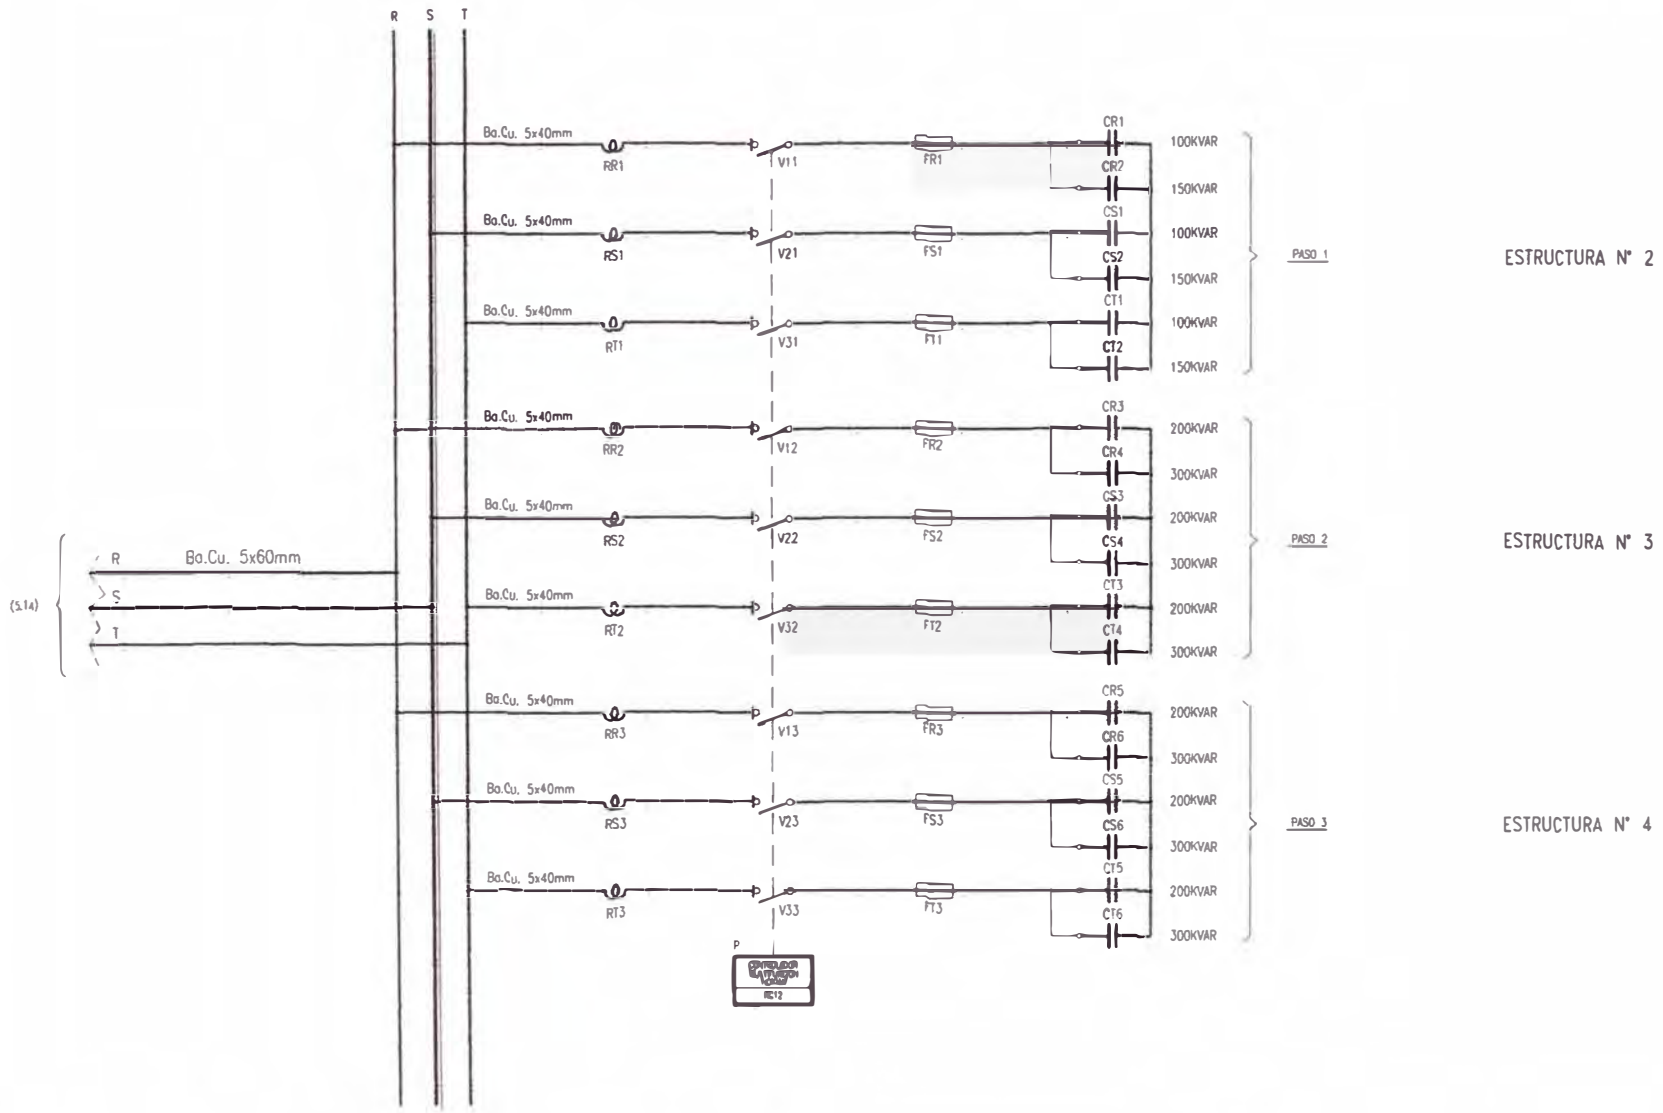 R S T
Ba.Cu. 5x40mm
RR1
V11
FR1
CR1
100KVAR
CR2
150KVAR
Ba.Cu. 5x40mm
RS1
V21
FS1
CS1
100KVAR
CS2
150KVAR
PASO 1
ESTRUCTURA N° 2
Ba.Cu. 5x40mm
RT1
V31
FT1
CT1
100KVAR
CT2
150KVAR
Ba.Cu. 5x40mm
RR2
V12
FR2
CR3
200KVAR
CR4
300KVAR
Ba.Cu. 5x40mm
RS2
V22
FS2
CS3
200KVAR
CS4
300KVAR
PASO 2
ESTRUCTURA N° 3
(5.14)
R Ba.Cu. 5x60mm
S
T
Ba.Cu. 5x40mm
RT2
V32
FT2
CT3
200KVAR
CT4
300KVAR
Ba.Cu. 5x40mm
RR3
V13
FR3
CR5
200KVAR
CR6
300KVAR
Ba.Cu. 5x40mm
RS3
V23
FS3
CS5
200KVAR
CS6
300KVAR
PASO 3
ESTRUCTURA N° 4
Ba.Cu. 5x40mm
RT3
V33
FT3
CT5
200KVAR
CT6
300KVAR
P
CONTROLADOR